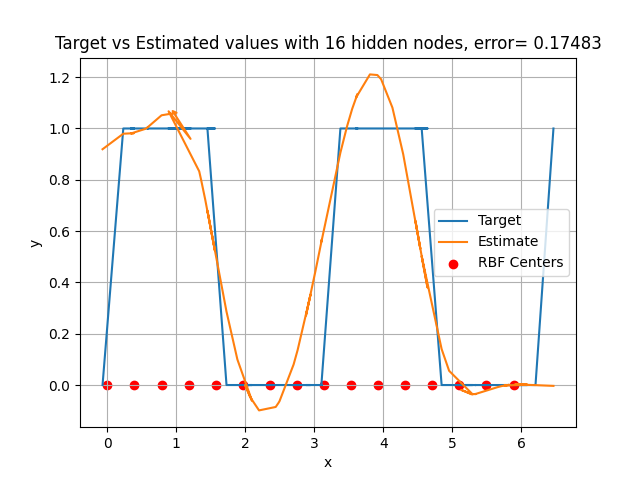 Target vs Estimated values with 16 hidden nodes, error= 0.17483
1.2
1.0
0.8
0.6
0.4
0.2
0.0
y
Target
Estimate
RBF Centers
0 1 2 3 4 5 6
x